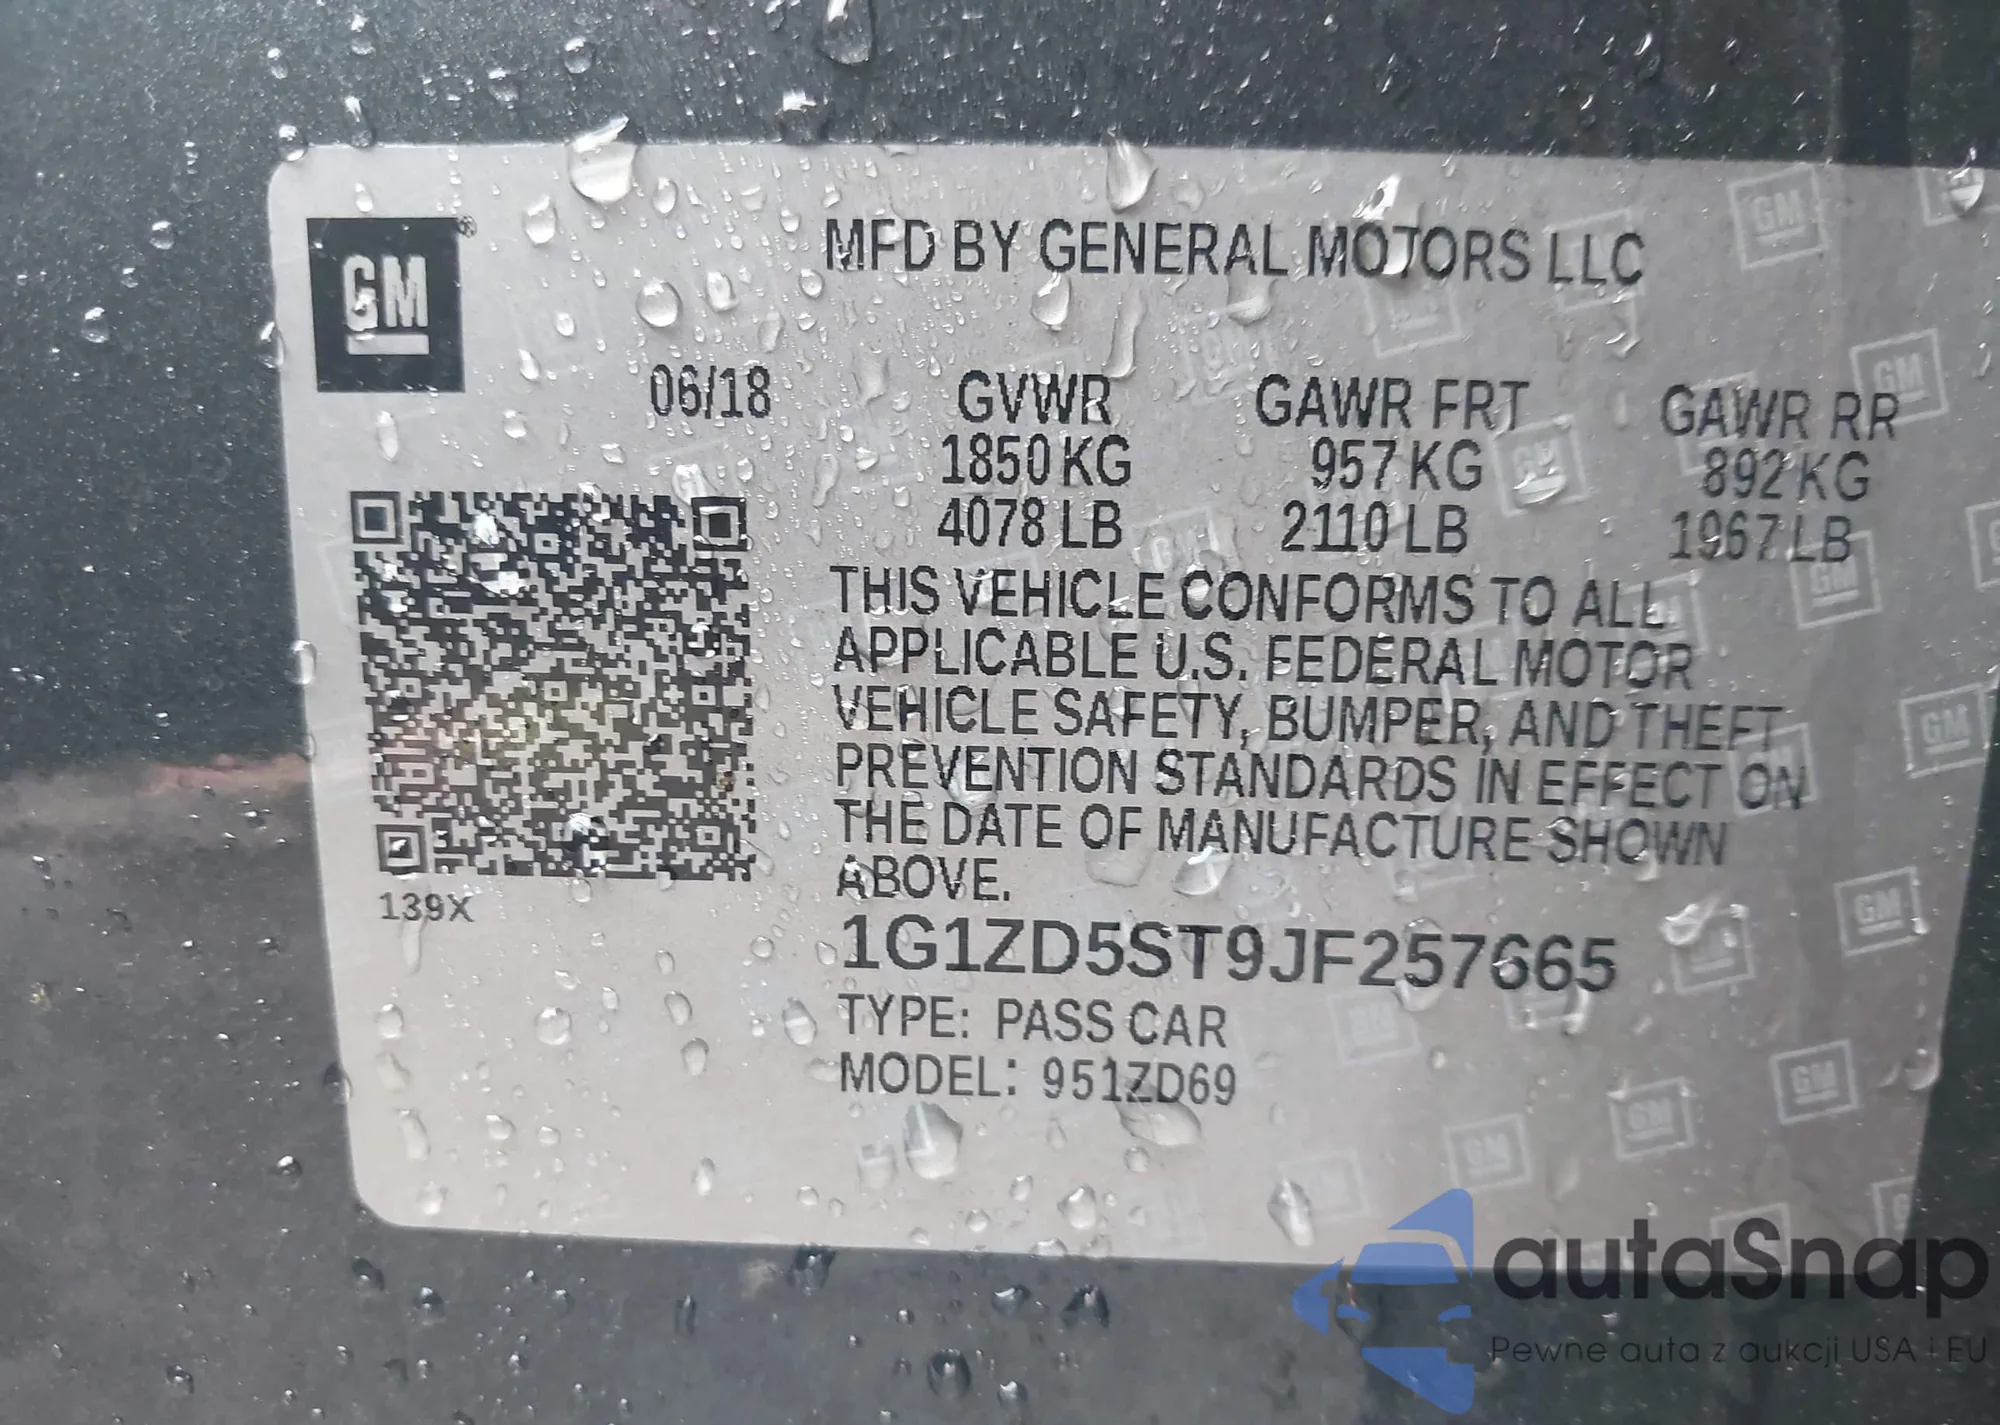 GM ®
MFD BY GENERAL MOTORS LLC
06/18 GVWR GAWR FRT GAWR RR
1850 KG 957 KG 892 KG
4078 LB 2110 LB 1967 LB
THIS VEHICLE CONFORMS TO ALL
APPLICABLE U.S. FEDERAL MOTOR
VEHICLE SAFETY, BUMPER, AND THEFT
PREVENTION STANDARDS IN EFFECT ON
THE DATE OF MANUFACTURE SHOWN
ABOVE.
139X
1G1ZD5ST9JF257665
TYPE: PASS CAR
MODEL: 951ZD69
autaSnap
Pewne auta z aukcji USA i EU